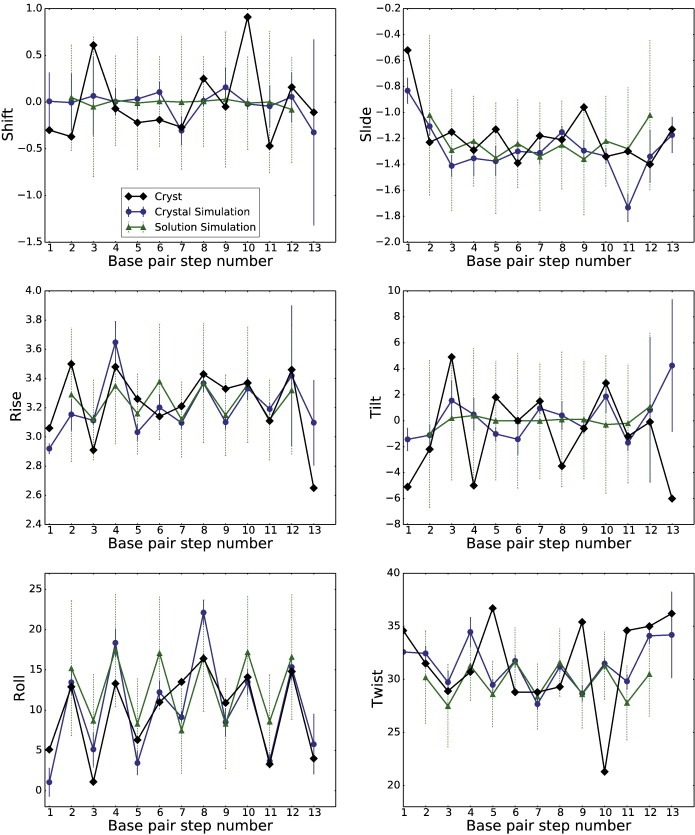 1.0
0.5
0.0
−0.5
−1.0
−1.5
Shift
Cryst
Crystal Simulation
Solution Simulation
1 2 3 4 5 6 7 8 9 10 11 12 13
Base pair step number
−0.2
−0.4
−0.6
−0.8
−1.0
−1.2
−1.4
−1.6
−1.8
−2.0
Slide
1 2 3 4 5 6 7 8 9 10 11 12 13
Base pair step number
4.0
3.8
3.6
3.4
3.2
3.0
2.8
2.6
2.4
Rise
1 2 3 4 5 6 7 8 9 10 11 12 13
Base pair step number
10
8
6
4
2
0
−2
−4
−6
−8
Tilt
1 2 3 4 5 6 7 8 9 10 11 12 13
Base pair step number
25
20
15
10
5
0
Roll
1 2 3 4 5 6 7 8 9 10 11 12 13
Base pair step number
40
35
30
25
20
Twist
1 2 3 4 5 6 7 8 9 10 11 12 13
Base pair step number